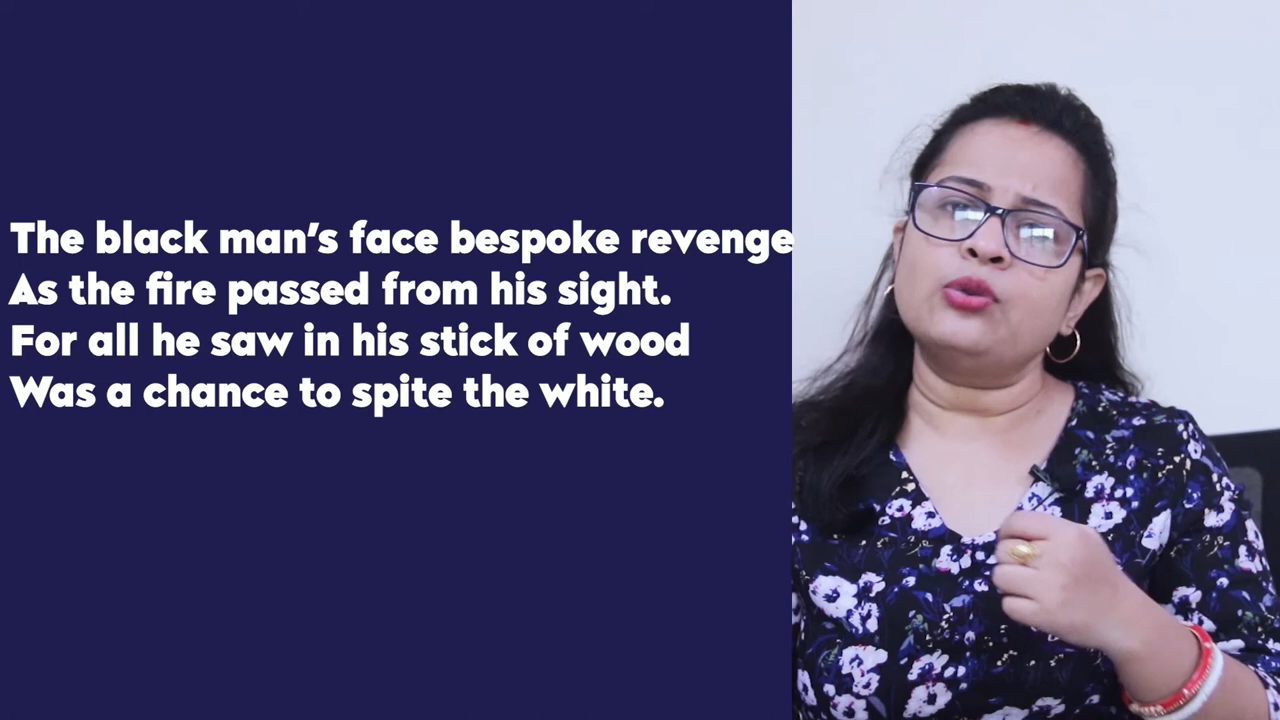 The black man's face bespoke revenge
As the fire passed from his sight.
For all he saw in his stick of wood
Was a chance to spite the white.